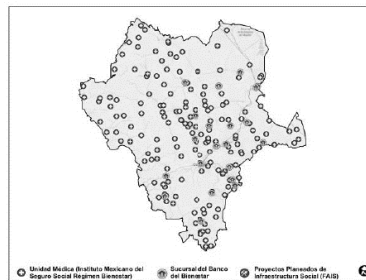 Unidad Médica (Instituto Mexicano del
Seguro Social Régimen Bienestar)
Sucursal del Banco
del Bienestar
Proyectos Planeados de
Infraestructura Social (FAIS)